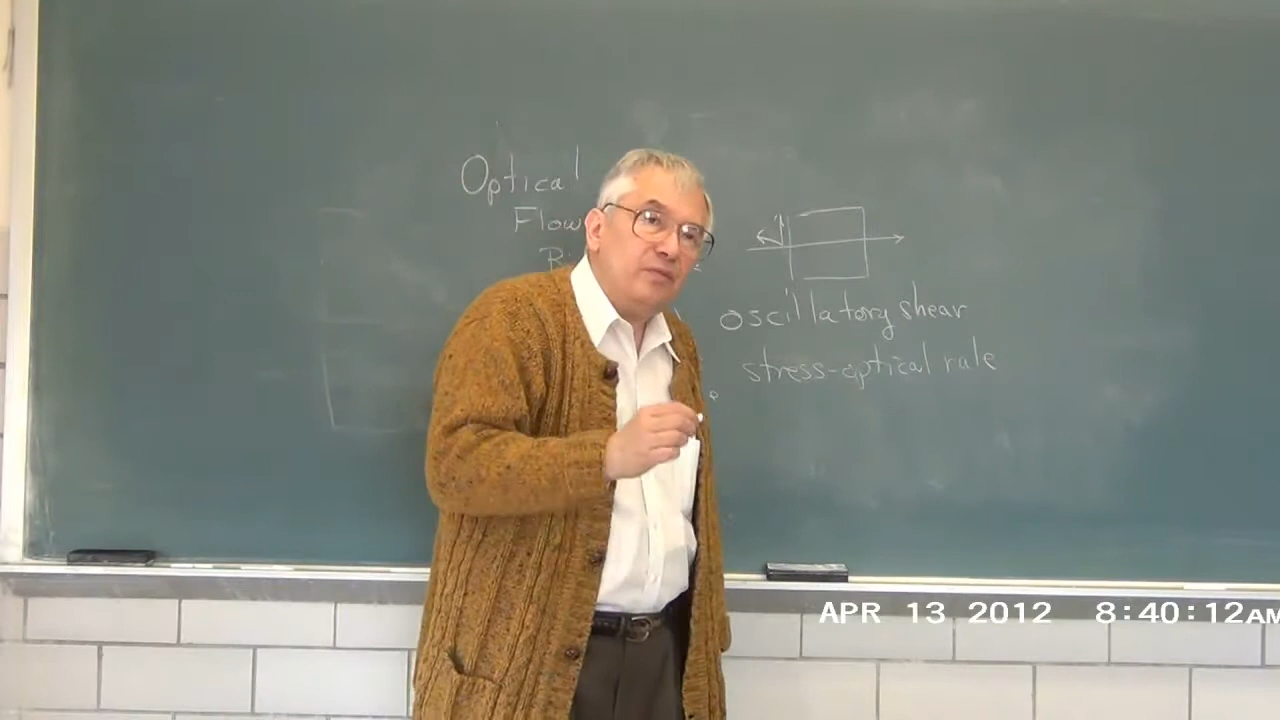 Optical
Flow
oscillatory shear
stress-optical rule
APR 13 2012 8:40:12AM